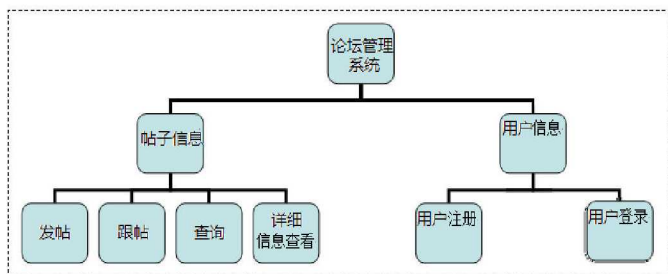 论坛管理
系统
帖子信息
用户信息
发帖
跟帖
查询
详细
信息查看
用户注册
用户登录